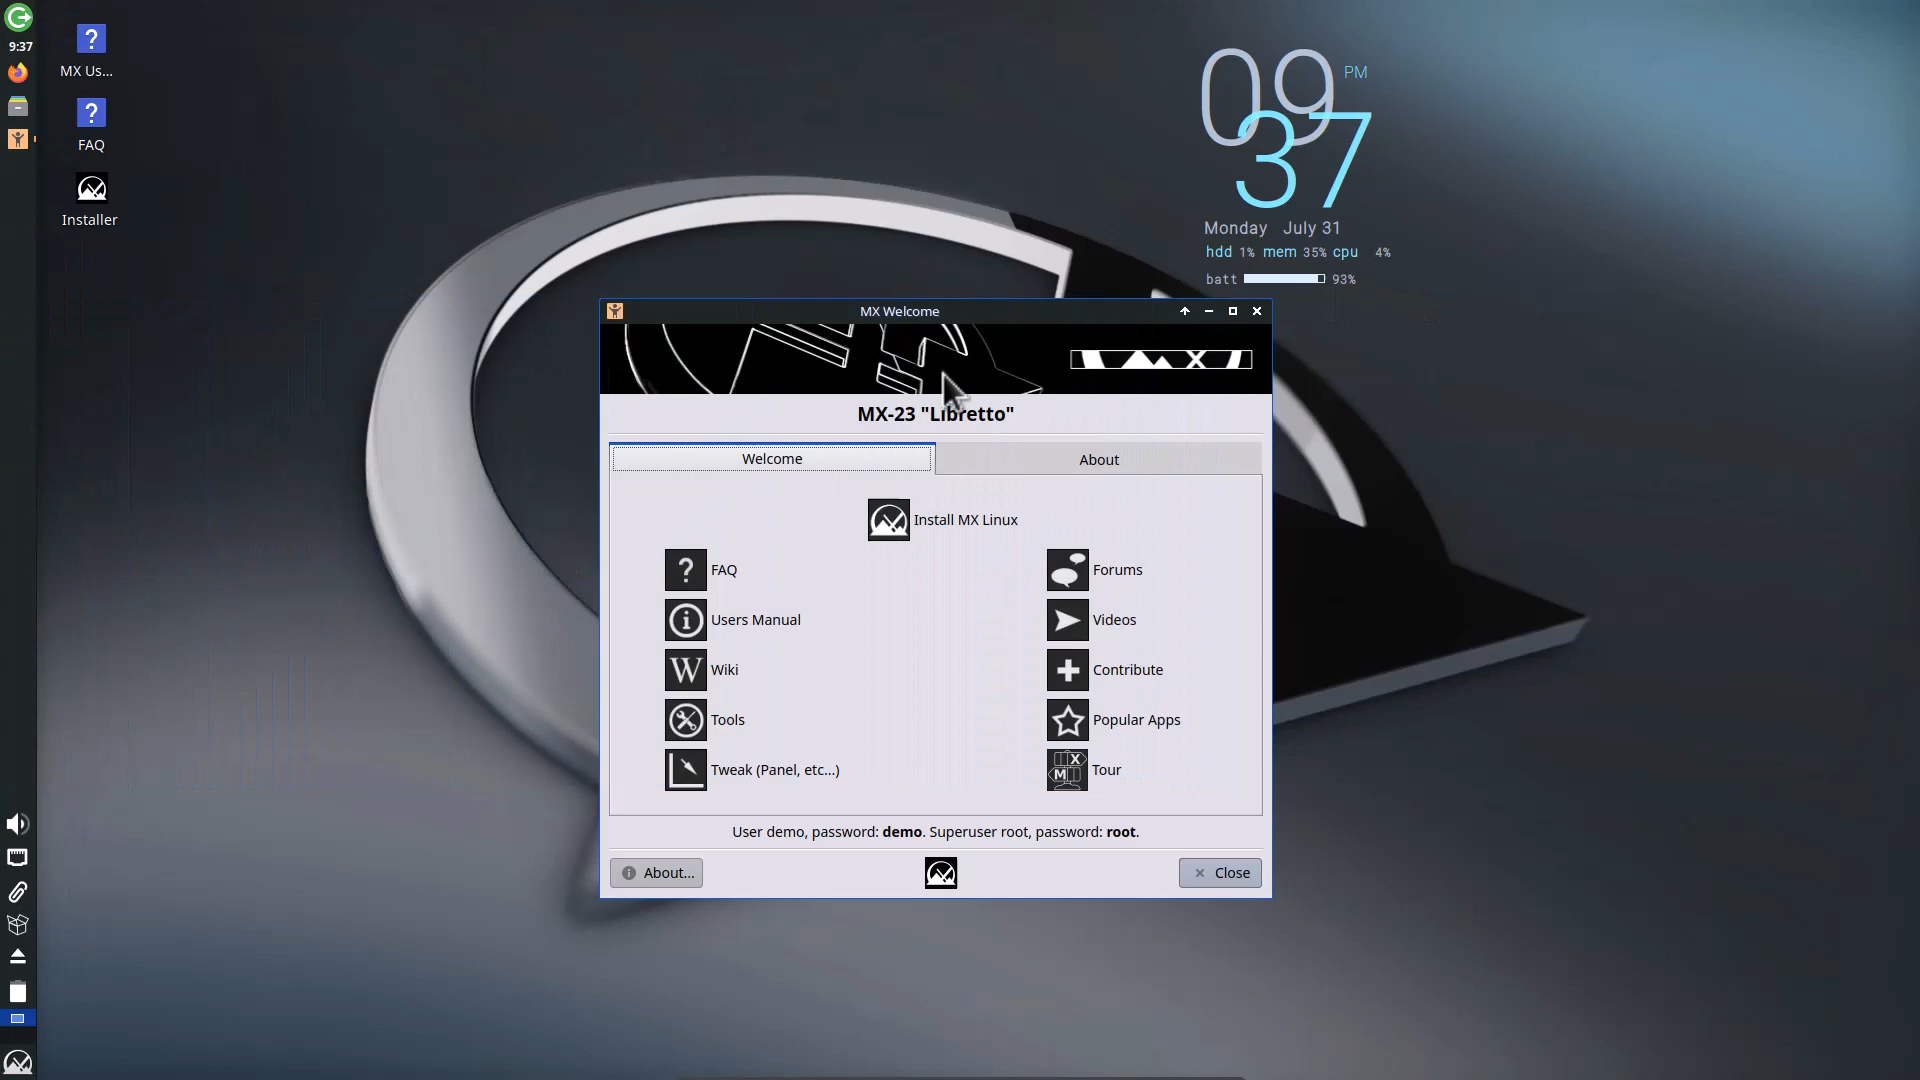 9:37
MX Us...
FAQ
Installer
09 PM
37
Monday July 31
hdd 1% mem 35% cpu 4%
batt 93%
MX Welcome
MX
MX-23 "Libretto"
Welcome
About
Install MX Linux
FAQ
Forums
Users Manual
Videos
Wiki
Contribute
Tools
Popular Apps
Tweak (Panel, etc...)
Tour
User demo, password: demo. Superuser root, password: root.
About...
Close